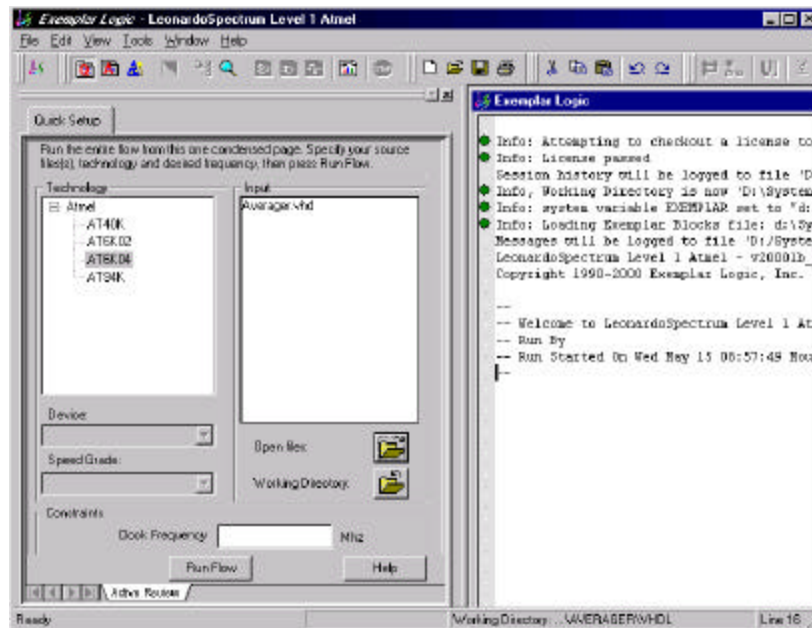 Exemplar Logic - LeonardoSpectrum Level 1 Atmel
File Edit View Tools Window Help
Quick Setup
Run the entire flow from this one condensed page. Specify your source
file(s), technology and desired frequency, then press Run Flow.
Technology
Atmel
AT40K
AT6K02
AT6K04
AT94K
Input
Averager.vhd
Device:
Speed Grade:
Open files:
Working Directory:
Constraints
Clock Frequency
Mhz
Run Flow
Help
Active Review
Exemplar Logic
Info: Attempting to checkout a license to
Info: License passed
Session history will be logged to file 'D
Info, Working Directory is now 'D:\System
Info: system variable EXEMPLAR set to "d:
Info: Loading Exemplar Blocks file: d:\Sy
Messages will be logged to file 'D:/Syste
LeonardoSpectrum Level 1 Atmel - v20001b_
Copyright 1990-2000 Exemplar Logic, Inc.
--
-- Welcome to LeonardoSpectrum Level 1 At
-- Run By
-- Run Started On Wed May 15 08:57:49 Mou
--
Ready
Working Directory: ...\AVERAGER\VHDL
Line 16